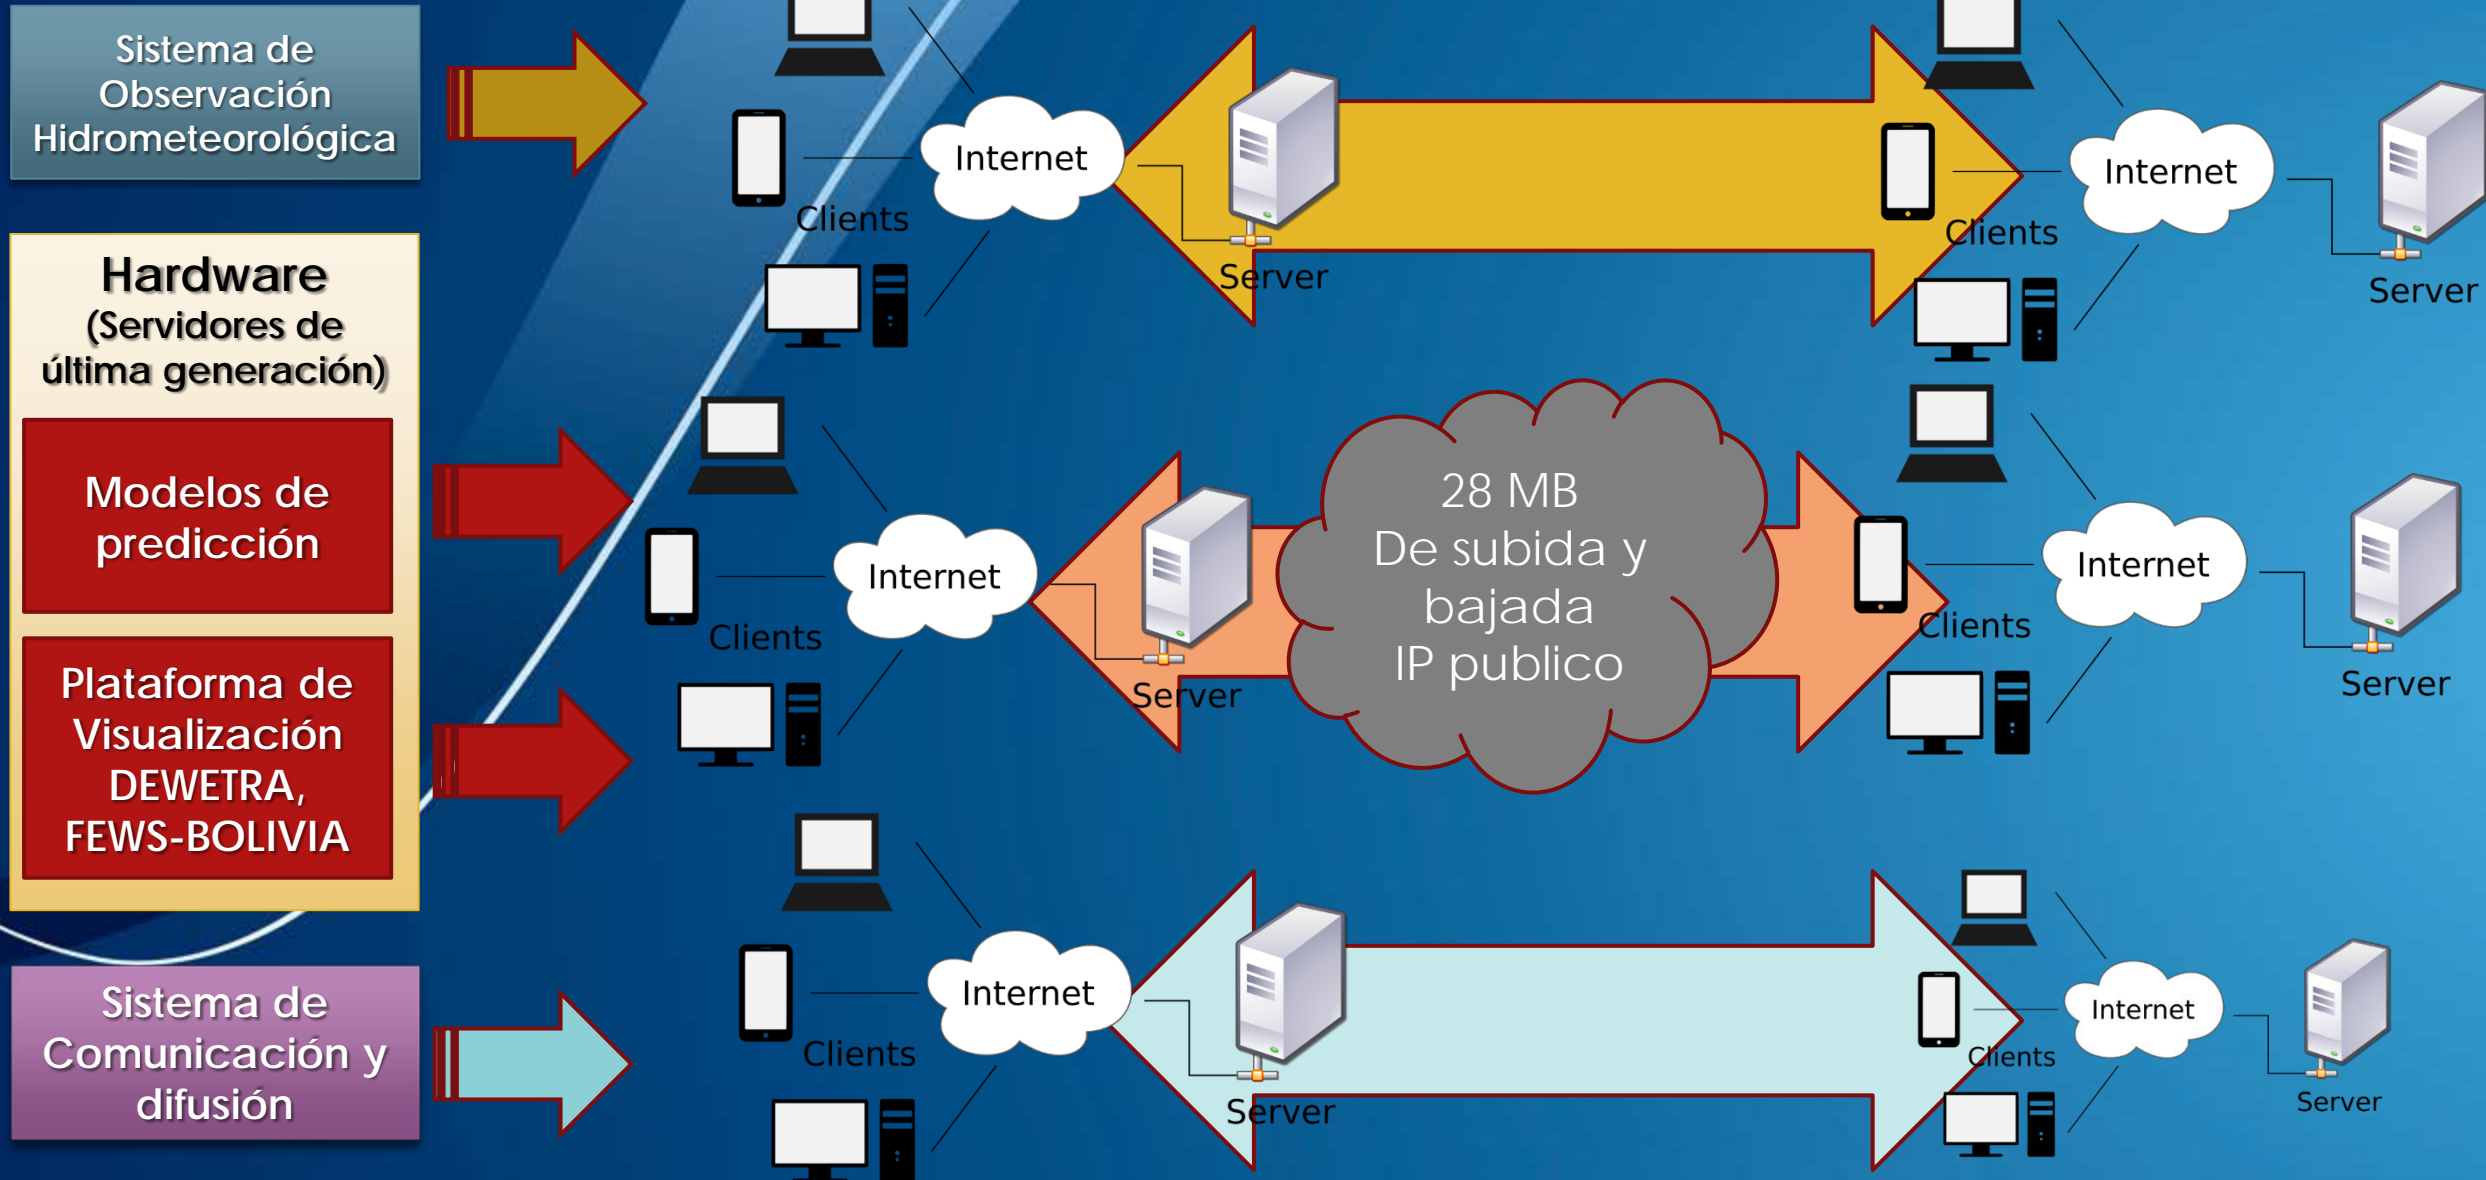 Sistema de
Observación
Hidrometeorológica
Hardware
(Servidores de
última generación)
Modelos de
predicción
Plataforma de
Visualización
DEWETRA,
FEWS-BOLIVIA
Sistema de
Comunicación y
difusión
Internet
Clients
Server
Internet
Clients
Server
Internet
Clients
Server
28 MB
De subida y
bajada
IP publico
Internet
Clients
Server
Internet
Clients
Server
Internet
Clients
Server